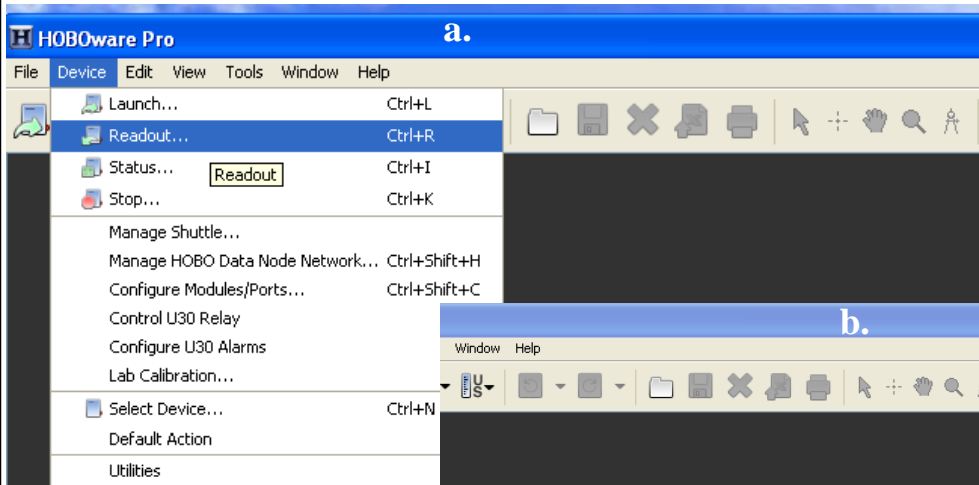 a.
HOBOware Pro
File Device Edit View Tools Window Help
Launch... Ctrl+L
Readout... Ctrl+R
Status... Ctrl+I
Readout
Stop... Ctrl+K
Manage Shuttle...
Manage HOBO Data Node Network... Ctrl+Shift+H
Configure Modules/Ports... Ctrl+Shift+C
Control U30 Relay
Configure U30 Alarms
Lab Calibration...
Select Device... Ctrl+N
Default Action
Utilities
b.
Window Help
US